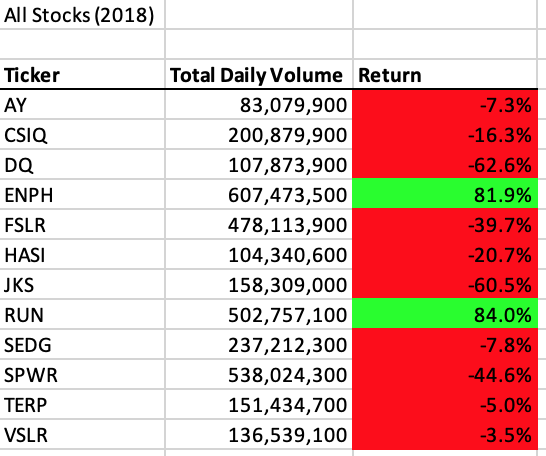 All Stocks (2018)
Ticker Total Daily Volume Return
AY 83,079,900 -7.3%
CSIQ 200,879,900 -16.3%
DQ 107,873,900 -62.6%
ENPH 607,473,500 81.9%
FSLR 478,113,900 -39.7%
HASI 104,340,600 -20.7%
JKS 158,309,000 -60.5%
RUN 502,757,100 84.0%
SEDG 237,212,300 -7.8%
SPWR 538,024,300 -44.6%
TERP 151,434,700 -5.0%
VSLR 136,539,100 -3.5%